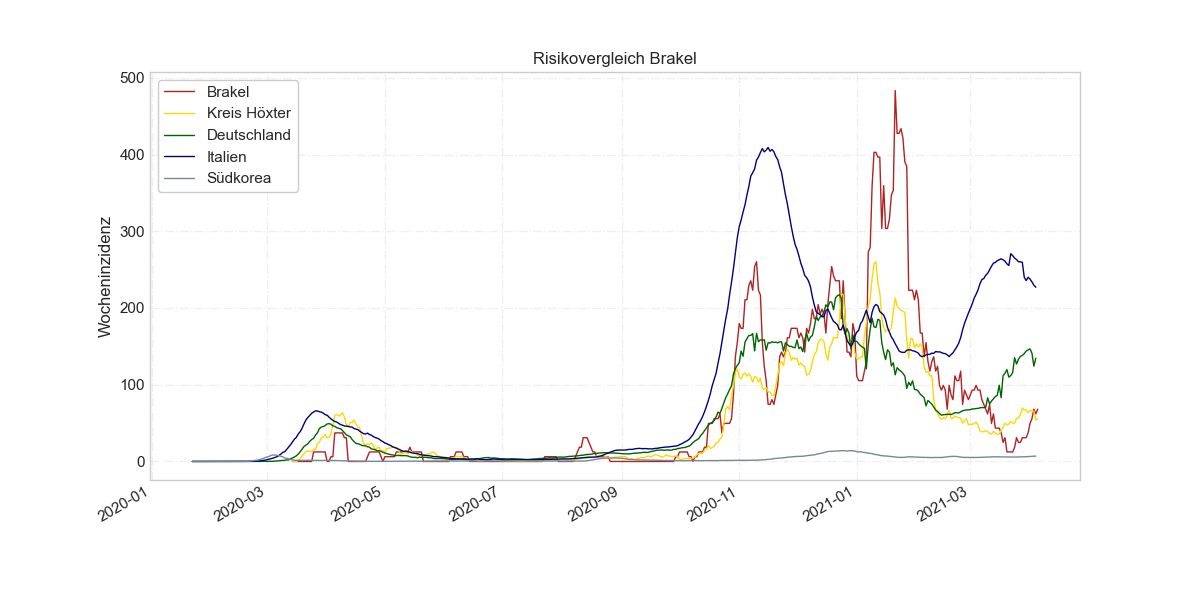 Risikovergleich Brakel
500
400
300
200
100
0
Wocheninzidenz
Brakel
Kreis Höxter
Deutschland
Italien
Südkorea
2020-01
2020-03
2020-05
2020-07
2020-09
2020-11
2021-01
2021-03